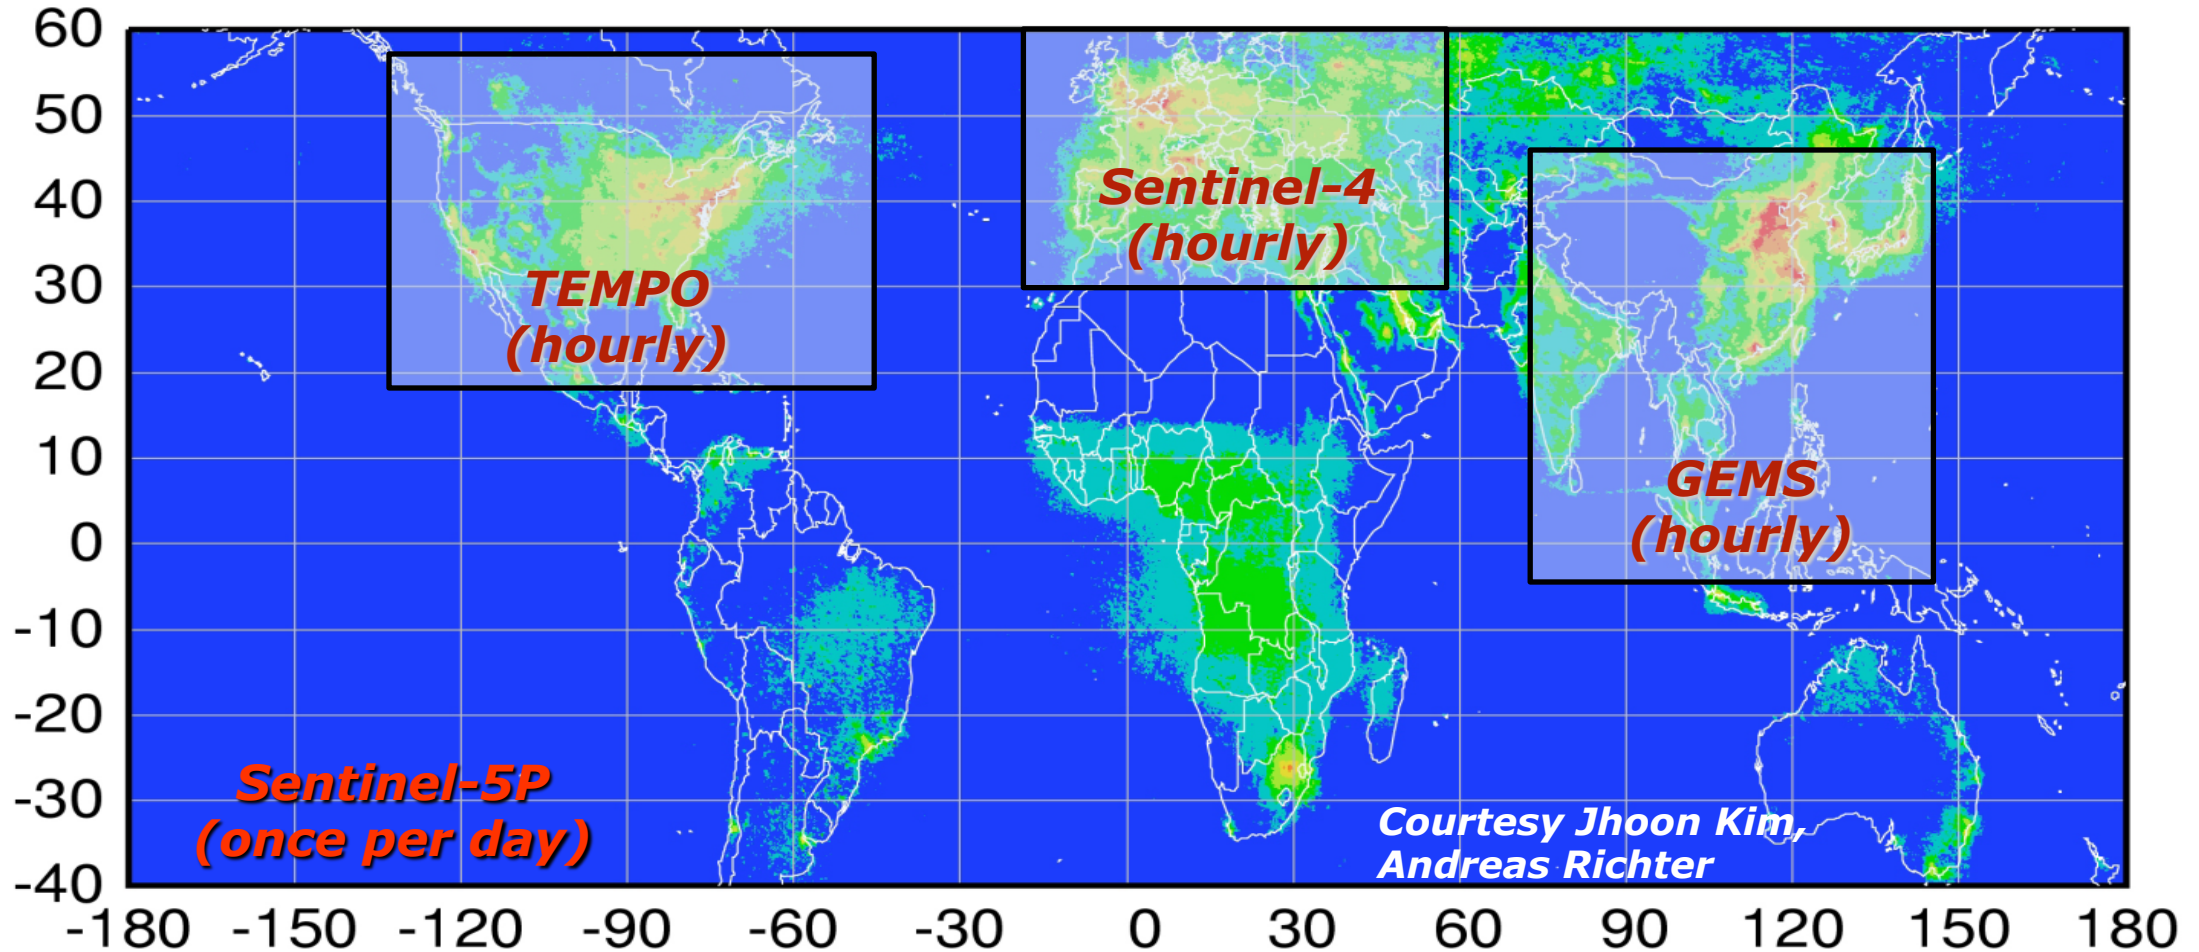 60
50
40
30
20
10
0
-10
-20
-30
-40
TEMPO
(hourly)
Sentinel-4
(hourly)
GEMS
(hourly)
Sentinel-5P
(once per day)
Courtesy Jhoon Kim,
Andreas Richter
-180 -150 -120 -90 -60 -30 0 30 60 90 120 150 180